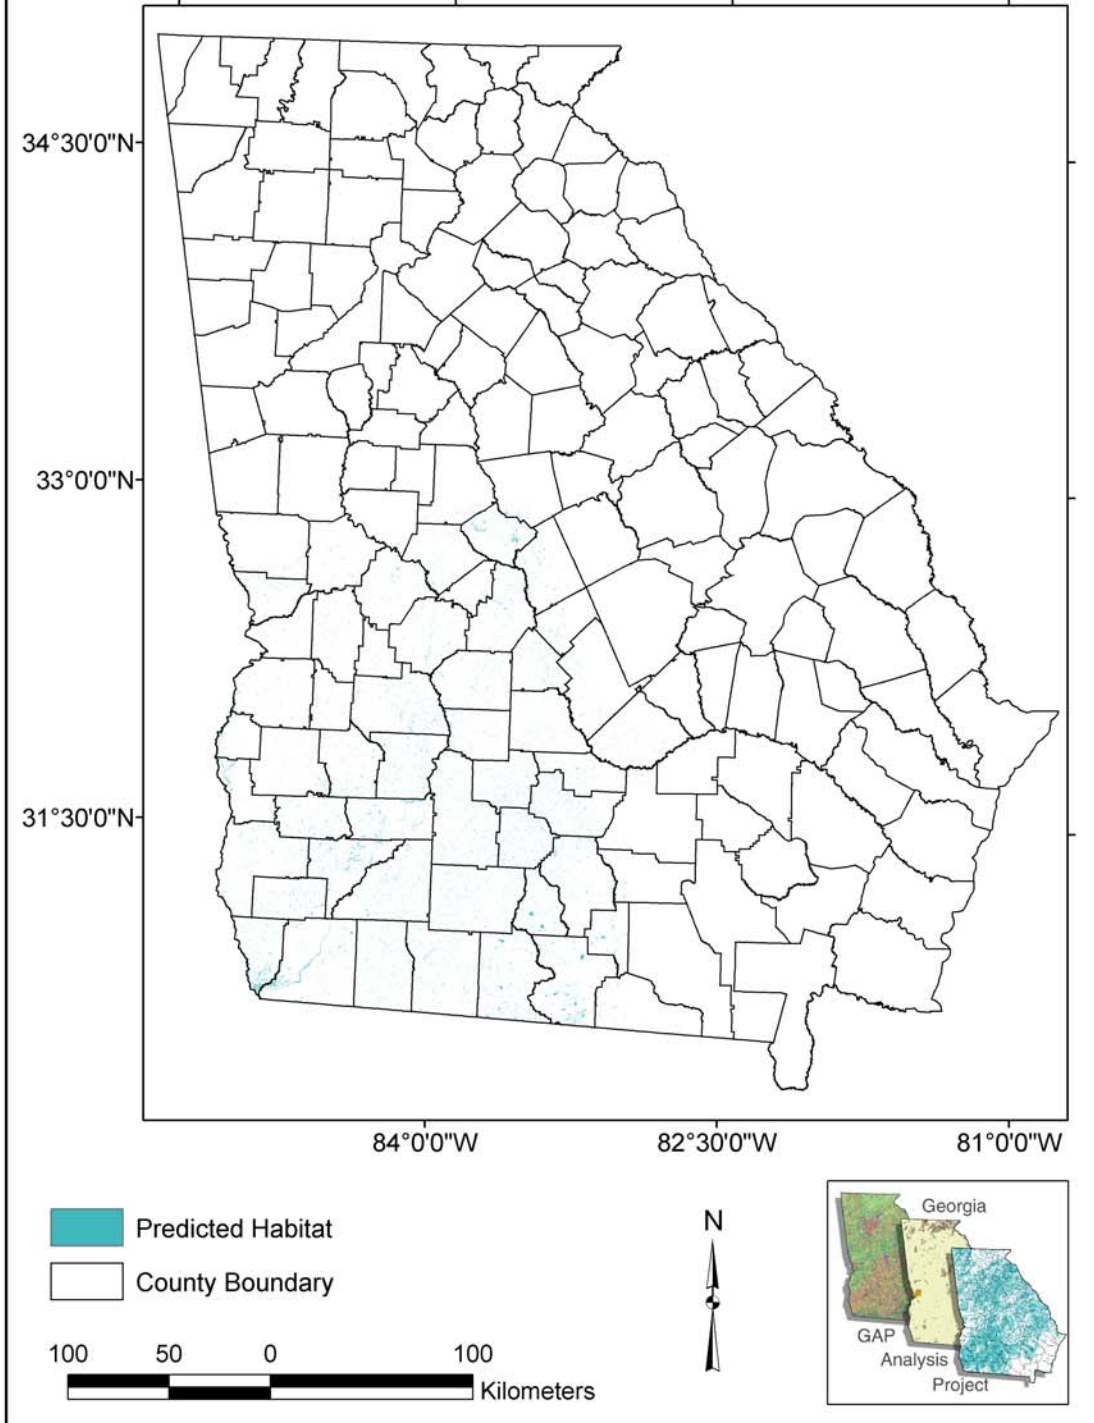 34°30'0"N
33°0'0"N
31°30'0"N
84°0'0"W
82°30'0"W
81°0'0"W
Predicted Habitat
County Boundary
100
50
0
100
Kilometers
N
Georgia
GAP
Analysis
Project